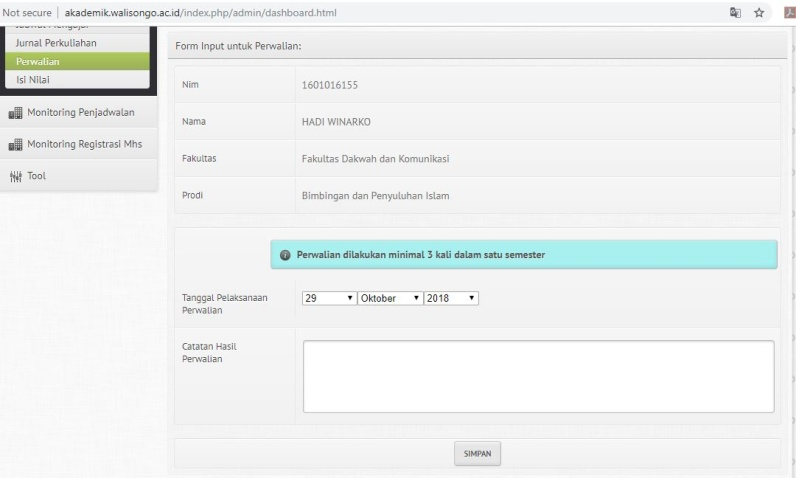 Not secure | akademik.walisongo.ac.id/index.php/admin/dashboard.html
Jurnal Perkuliahan
Perwalian
Isi Nilai
Monitoring Penjadwalan
Monitoring Registrasi Mhs
Tool
Form Input untuk Perwalian:
Nim 1601016155
Nama HADI WINARKO
Fakultas Fakultas Dakwah dan Komunikasi
Prodi Bimbingan dan Penyuluhan Islam
Perwalian dilakukan minimal 3 kali dalam satu semester
Tanggal Pelaksanaan
Perwalian
29 Oktober 2018
Catatan Hasil
Perwalian
SIMPAN